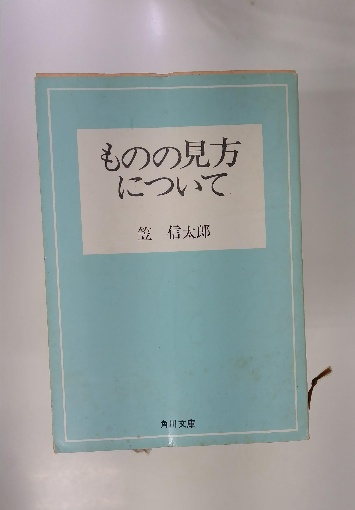 ものの見方
について
笠 信太郎
角川文庫